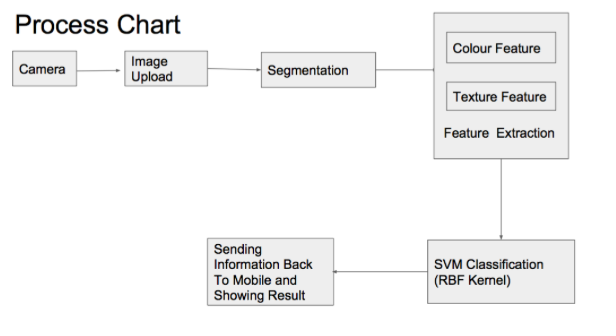 Process Chart
Camera
Image
Upload
Segmentation
Colour Feature
Texture Feature
Feature Extraction
Sending
Information Back
To Mobile and
Showing Result
SVM Classification
(RBF Kernel)